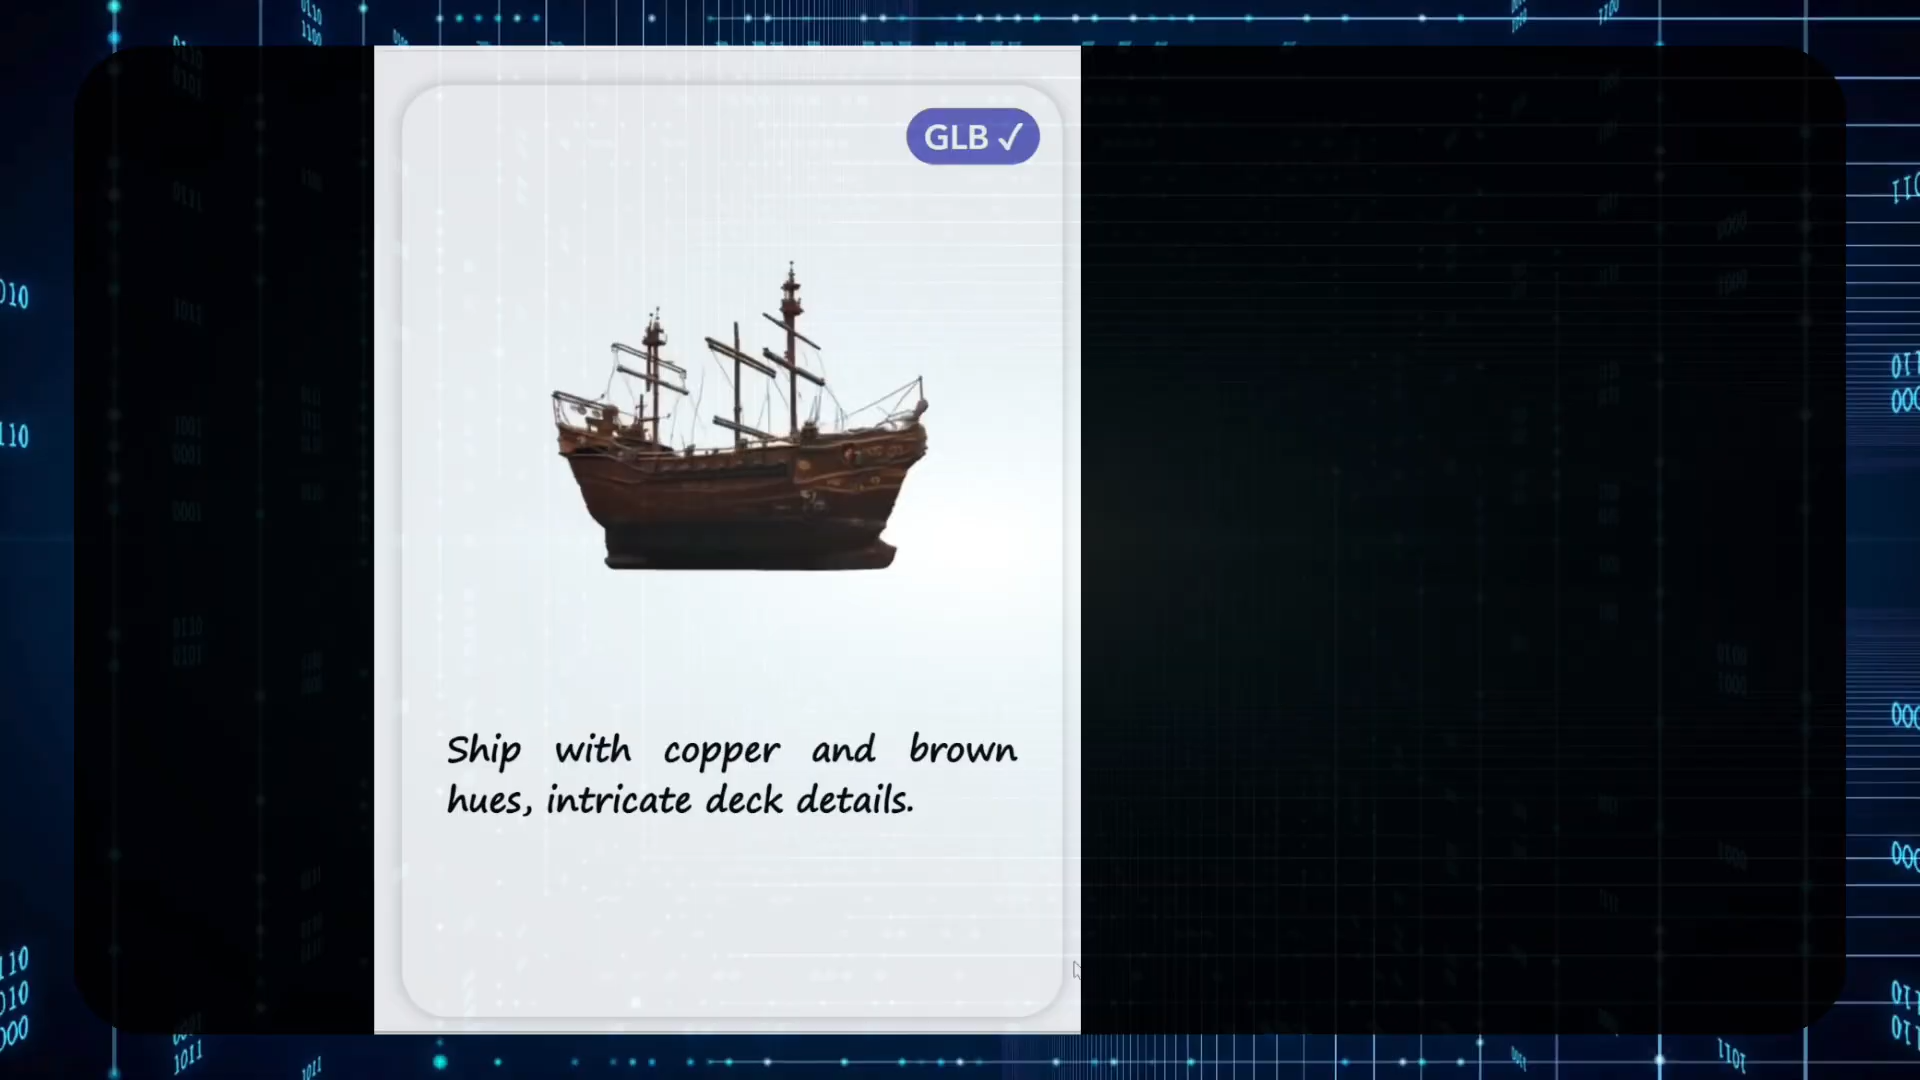 GLB ✓
Ship with copper and brown
hues, intricate deck details.